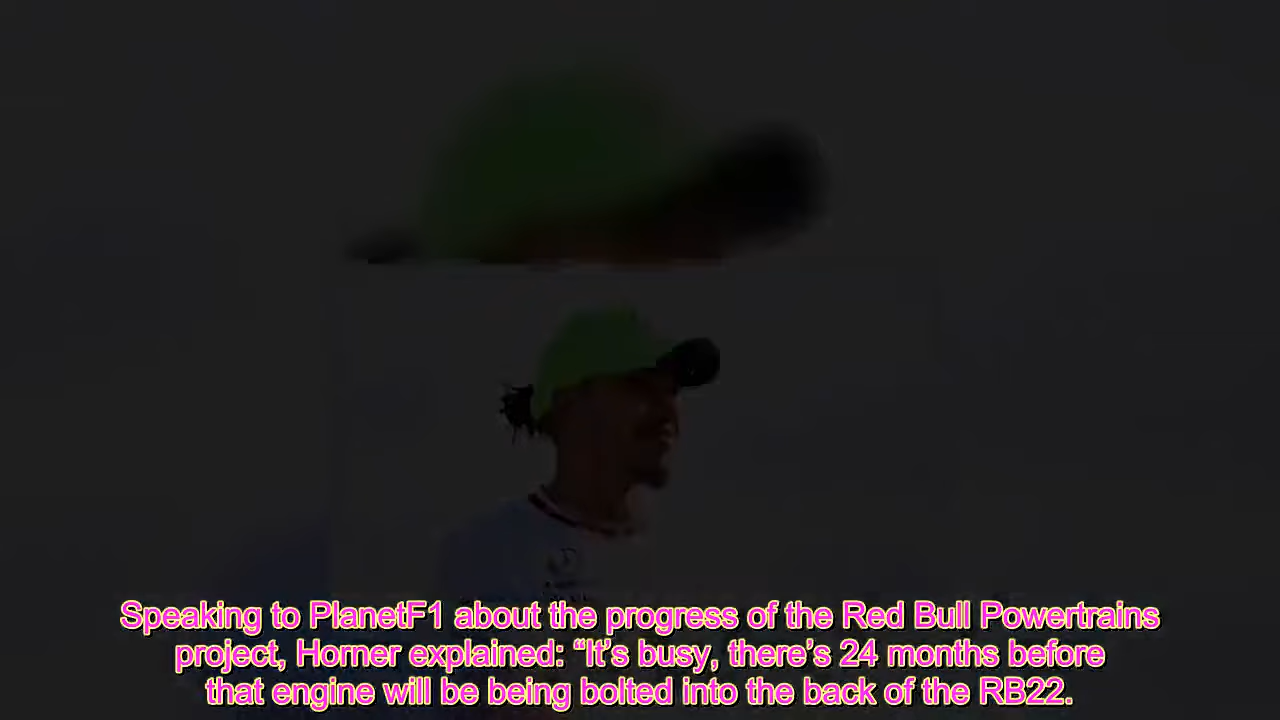 Speaking to PlanetF1 about the progress of the Red Bull Powertrains
project, Horner explained: “It’s busy, there’s 24 months before
that engine will be being bolted into the back of the RB22.